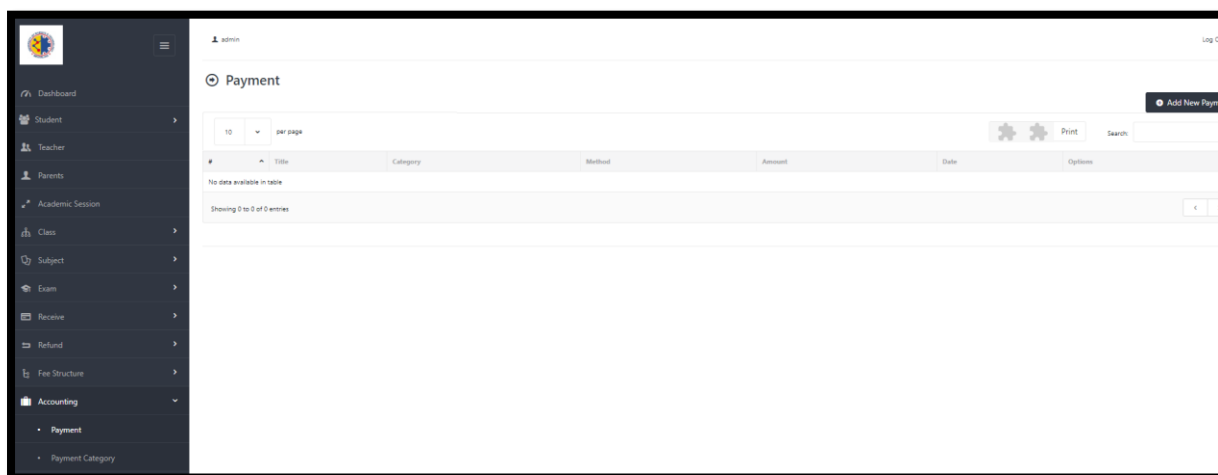 admin
Log
Payment
Add New Paym
10
per page
Print
Search:
# Title Category Method Amount Date Options
No data available in table
Showing 0 to 0 of 0 entries
Dashboard
Student
Teacher
Parents
Academic Session
Class
Subject
Exam
Receive
Refund
Fee Structure
Accounting
Payment
Payment Category